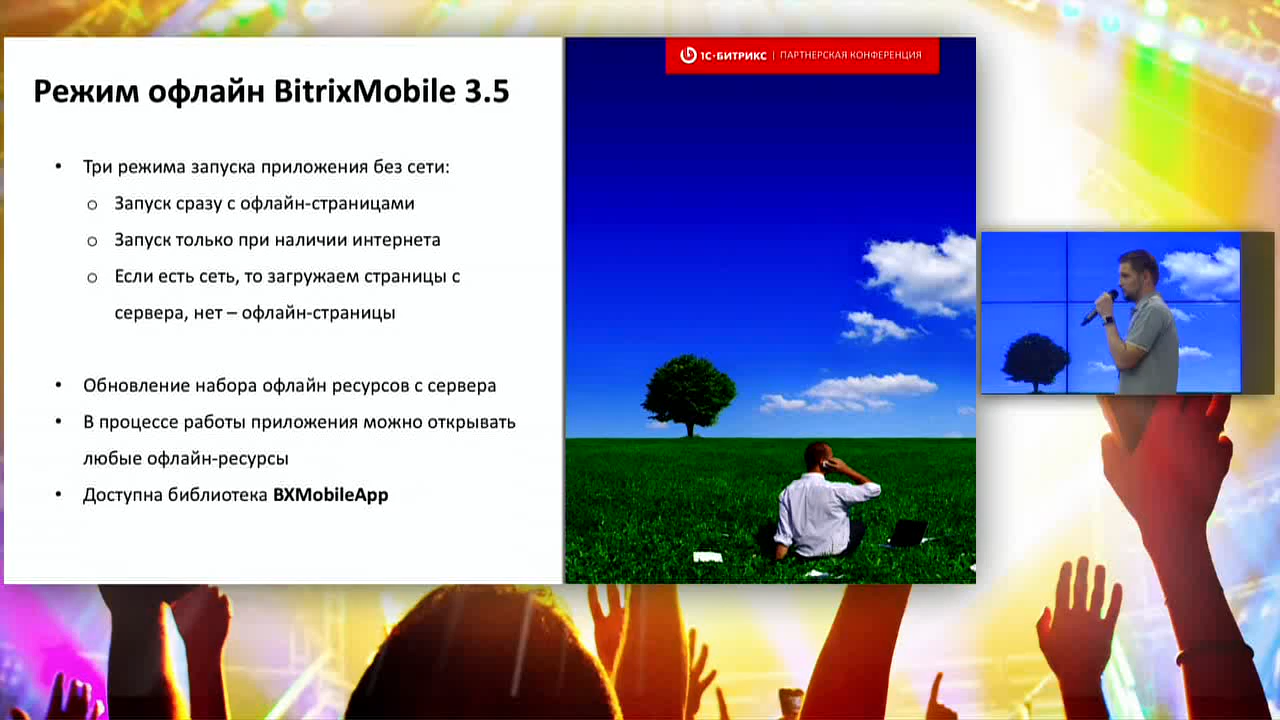 1С-БИТРИКС | ПАРТНЕРСКАЯ КОНФЕРЕНЦИЯ
Режим офлайн BitrixMobile 3.5
• Три режима запуска приложения без сети:
o Запуск сразу с офлайн-страницами
o Запуск только при наличии интернета
o Если есть сеть, то загружаем страницы с
сервера, нет – офлайн-страницы
• Обновление набора офлайн ресурсов с сервера
• В процессе работы приложения можно открывать
любые офлайн-ресурсы
• Доступна библиотека BXMobileApp